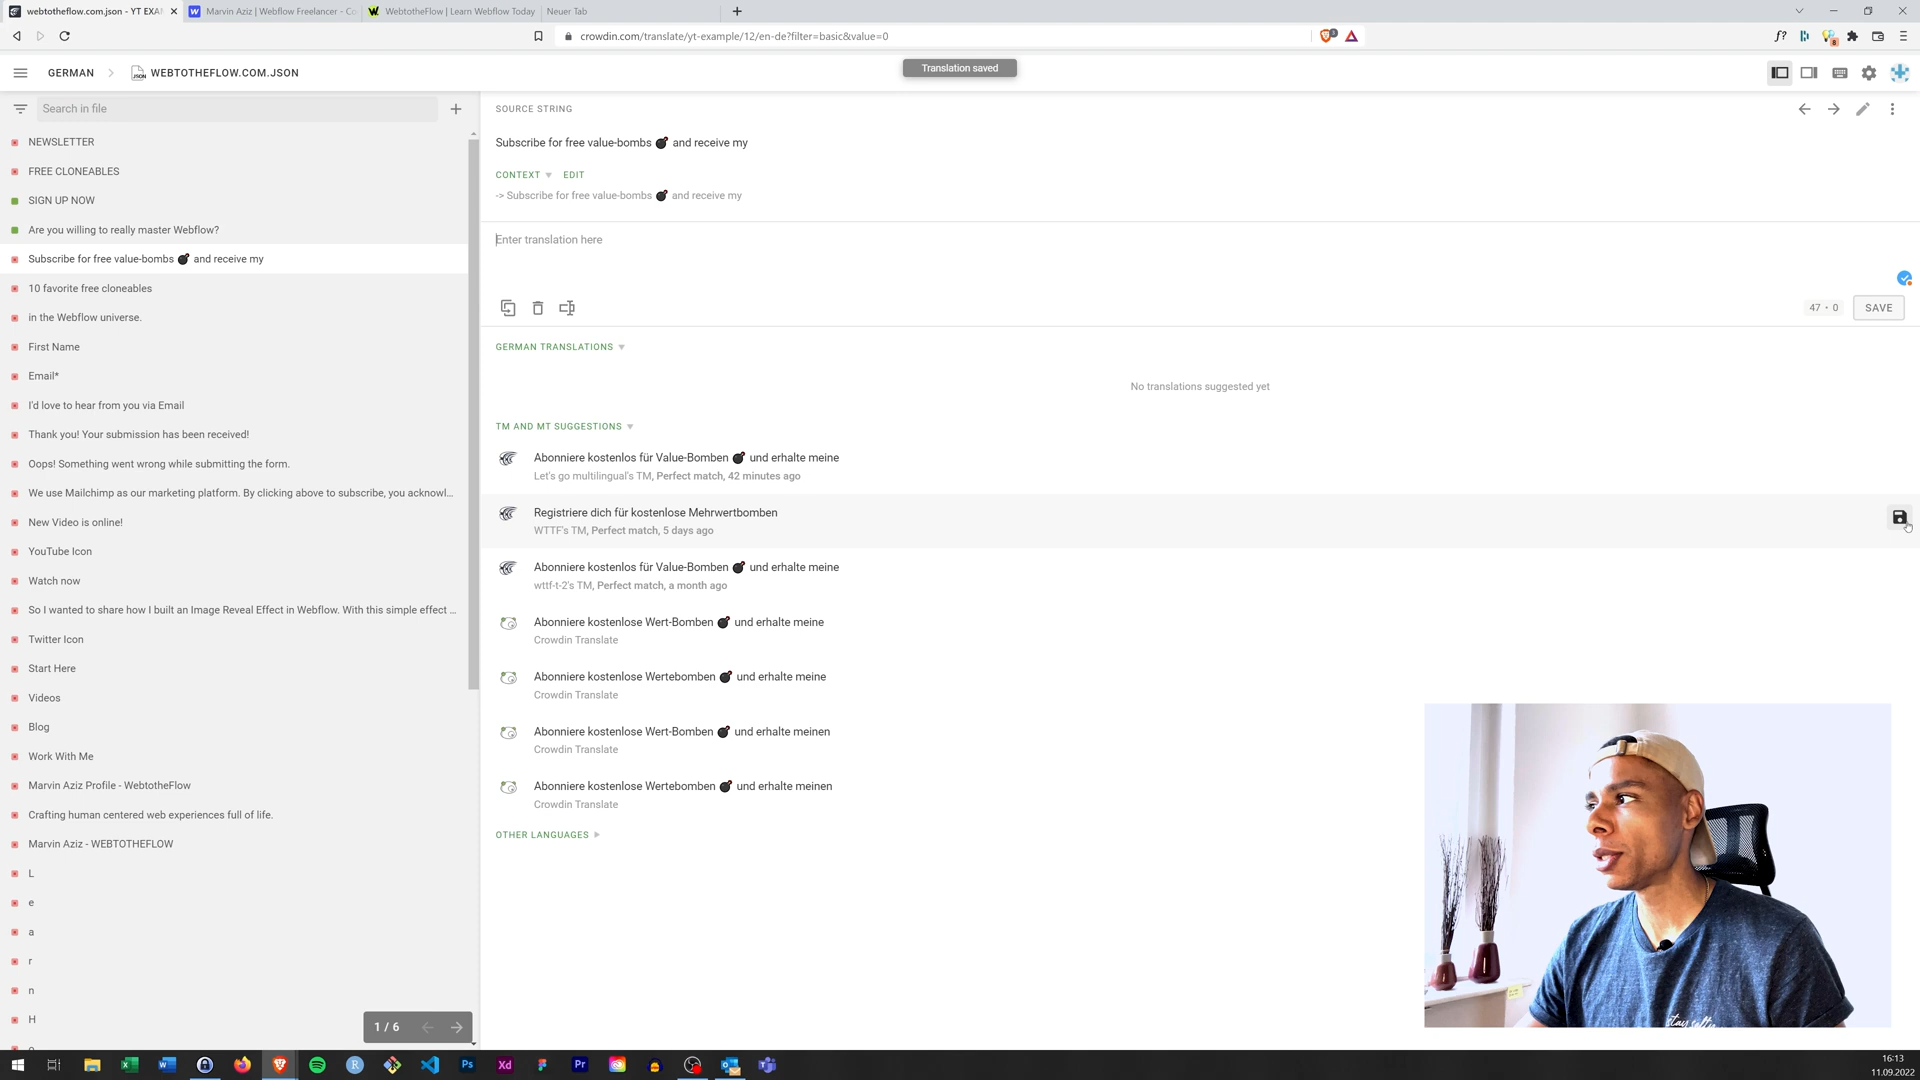 webtotheflow.com.json - YT EXA
Marvin Aziz | Webflow Freelancer - Co
WebtotheFlow | Learn Webflow Today
Neuer Tab
crowdin.com/translate/yt-example/12/en-de?filter=basic&value=0
GERMAN
WEBTOTHEFLOW.COM.JSON
Translation saved
Search in file
NEWSLETTER
FREE CLONEABLES
SIGN UP NOW
Are you willing to really master Webflow?
Subscribe for free value-bombs 💣 and receive my
10 favorite free cloneables
in the Webflow universe.
First Name
Email*
I'd love to hear from you via Email
Thank you! Your submission has been received!
Oops! Something went wrong while submitting the form.
We use Mailchimp as our marketing platform. By clicking above to subscribe, you acknowl...
New Video is online!
YouTube Icon
Watch now
So I wanted to share how I built an Image Reveal Effect in Webflow. With this simple effect ...
Twitter Icon
Start Here
Videos
Blog
Work With Me
Marvin Aziz Profile - WebtotheFlow
Crafting human centered web experiences full of life.
Marvin Aziz - WEBTOTHEFLOW
L
e
a
r
n
H
1 / 6
SOURCE STRING
Subscribe for free value-bombs 💣 and receive my
CONTEXT EDIT
-> Subscribe for free value-bombs 💣 and receive my
Enter translation here
47 • 0
SAVE
GERMAN TRANSLATIONS
No translations suggested yet
TM AND MT SUGGESTIONS
Abonniere kostenlos für Value-Bomben 💣 und erhalte meine
Let's go multilingual's TM, Perfect match, 42 minutes ago
Registriere dich für kostenlose Mehrwertbomben
WTTF's TM, Perfect match, 5 days ago
Abonniere kostenlos für Value-Bomben 💣 und erhalte meine
wttf-t-2's TM, Perfect match, a month ago
Abonniere kostenlose Wert-Bomben 💣 und erhalte meine
Crowdin Translate
Abonniere kostenlose Wertebomben 💣 und erhalte meine
Crowdin Translate
Abonniere kostenlose Wert-Bomben 💣 und erhalte meinen
Crowdin Translate
Abonniere kostenlose Wertebomben 💣 und erhalte meinen
Crowdin Translate
OTHER LANGUAGES
stay salty
16:13
11.09.2022